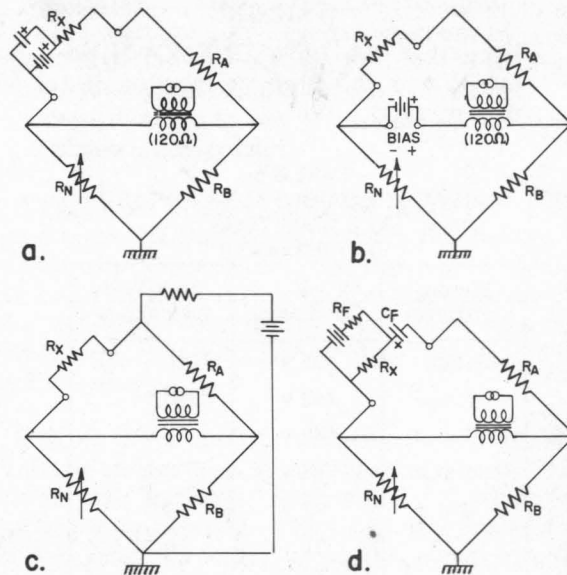 RX
RA
(120Ω)
RN
RB
a.
RX
RA
BIAS
(120Ω)
RN
RB
b.
RX
RA
RN
RB
c.
RF
CF
RX
RA
RN
RB
d.